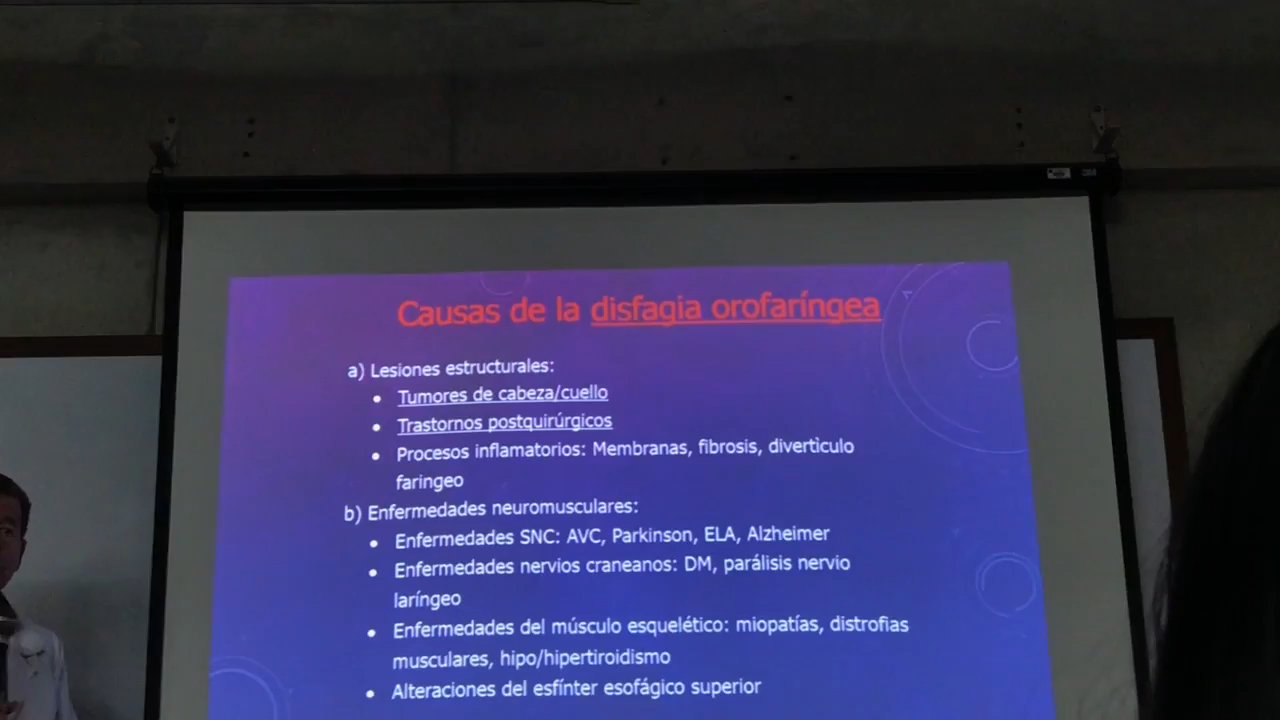 Causas de la disfagia orofaríngea
a) Lesiones estructurales:
• Tumores de cabeza/cuello
• Trastornos postquirúrgicos
• Procesos inflamatorios: Membranas, fibrosis, diverticulo
faringeo
b) Enfermedades neuromusculares:
• Enfermedades SNC: AVC, Parkinson, ELA, Alzheimer
• Enfermedades nervios craneanos: DM, parálisis nervio
laríngeo
• Enfermedades del músculo esquelético: miopatías, distrofias
musculares, hipo/hipertiroidismo
• Alteraciones del esfínter esofágico superior